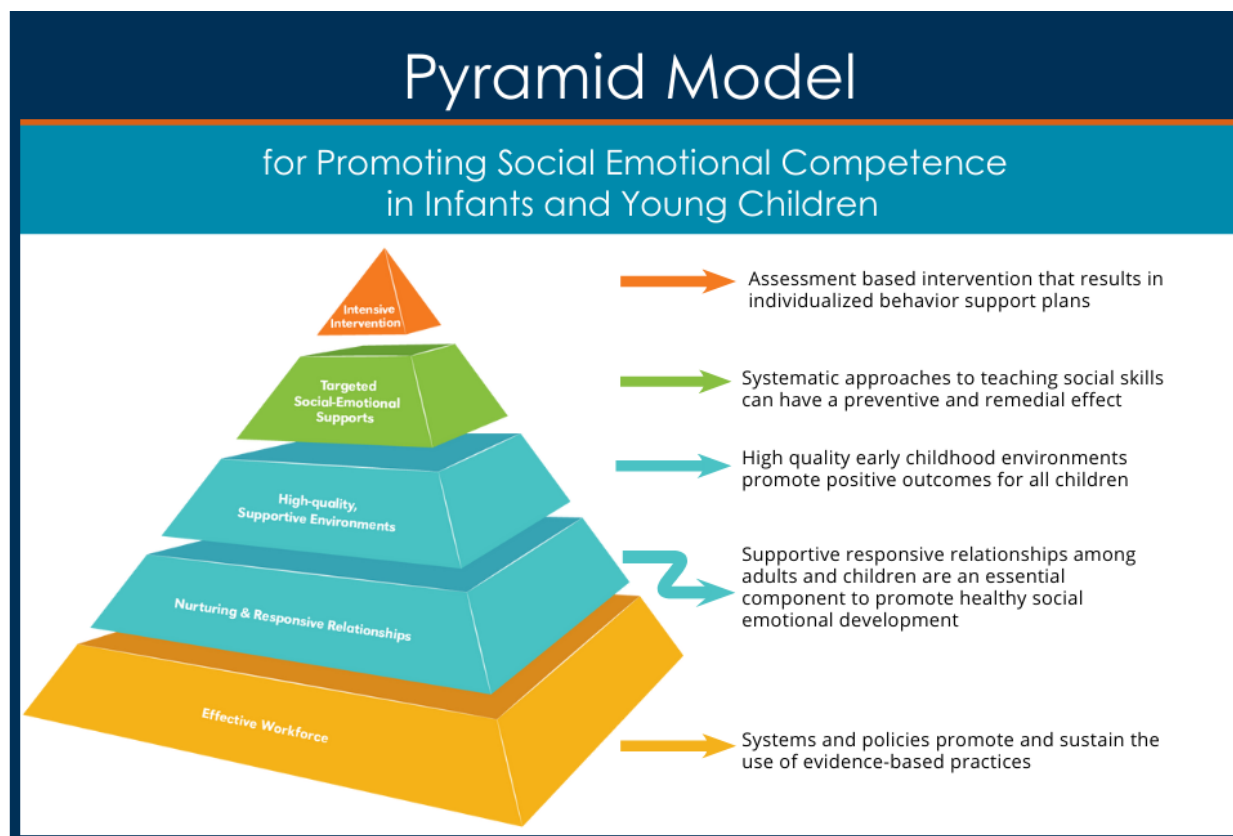 Pyramid Model
for Promoting Social Emotional Competence
in Infants and Young Children
Intensive
Intervention
Assessment based intervention that results in
individualized behavior support plans
Targeted
Social-Emotional
Supports
Systematic approaches to teaching social skills
can have a preventive and remedial effect
High-quality,
Supportive Environments
High quality early childhood environments
promote positive outcomes for all children
Nurturing & Responsive Relationships
Supportive responsive relationships among
adults and children are an essential
component to promote healthy social
emotional development
Effective Workforce
Systems and policies promote and sustain the
use of evidence-based practices